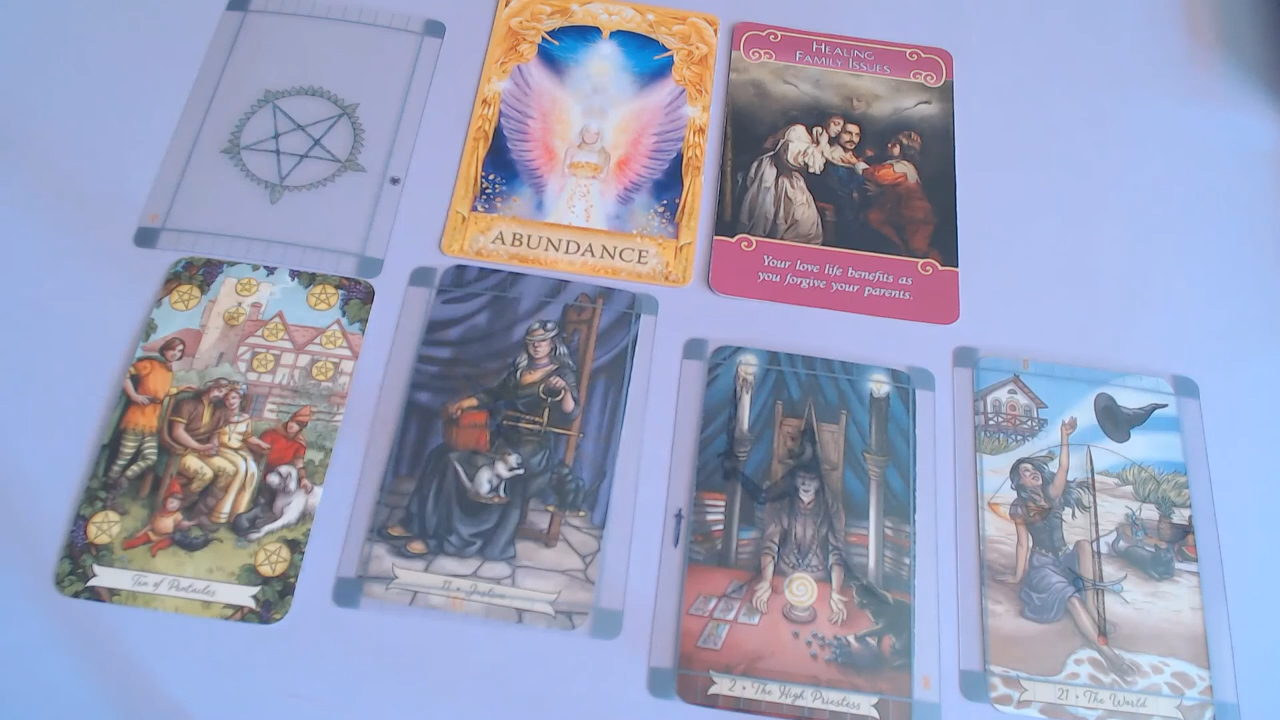 ABUNDANCE
HEALING
FAMILY ISSUES
Your love life benefits as
you forgive your parents.
Ten of Pentacles
11 • Justice
2 • The High Priestess
21 • The World